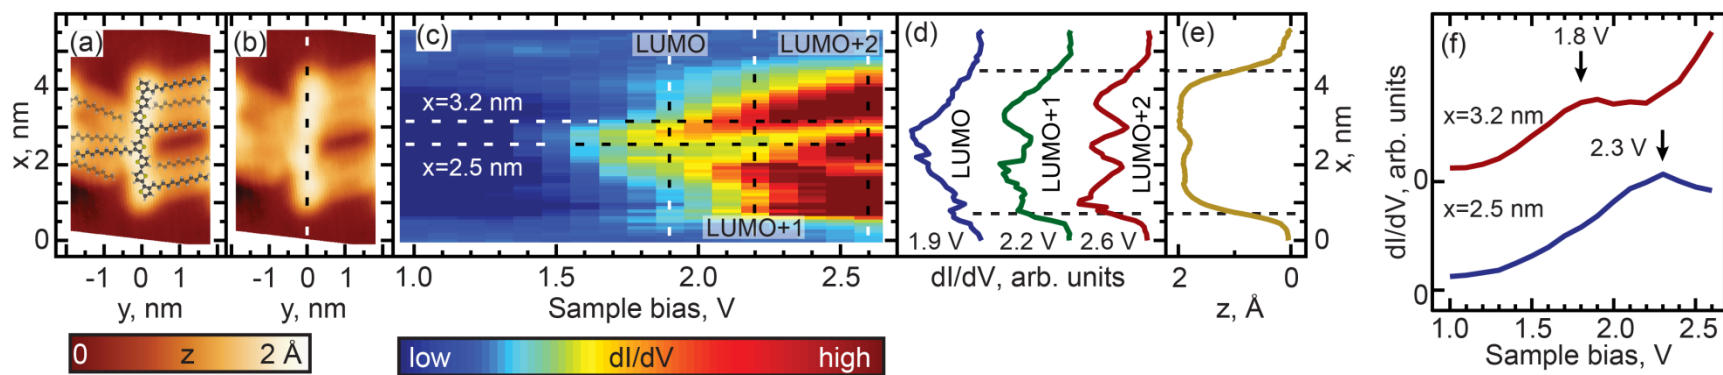 (a)
x, nm
4
2
0
-1 0 1
y, nm
0 z 2 Å
(b)
-1 0 1
y, nm
(c)
LUMO
LUMO+2
x=3.2 nm
x=2.5 nm
LUMO+1
1.0 1.5 2.0 2.5
Sample bias, V
low dI/dV high
(d)
LUMO
LUMO+1
LUMO+2
1.9 V 2.2 V 2.6 V
dI/dV, arb. units
(e)
4
2
0
x, nm
2 1 0
z, Å
(f)
1.8 V
x=3.2 nm
2.3 V
x=2.5 nm
0
0
dI/dV, arb. units
1.0 1.5 2.0 2.5
Sample bias, V